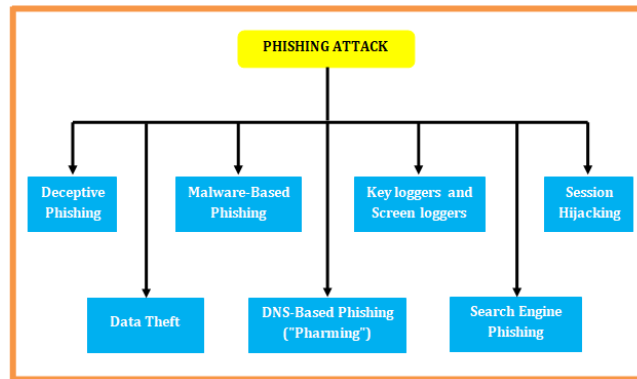 PHISHING ATTACK
Deceptive
Phishing
Malware-Based
Phishing
Key loggers and
Screen loggers
Session
Hijacking
Data Theft
DNS-Based Phishing
("Pharming")
Search Engine
Phishing